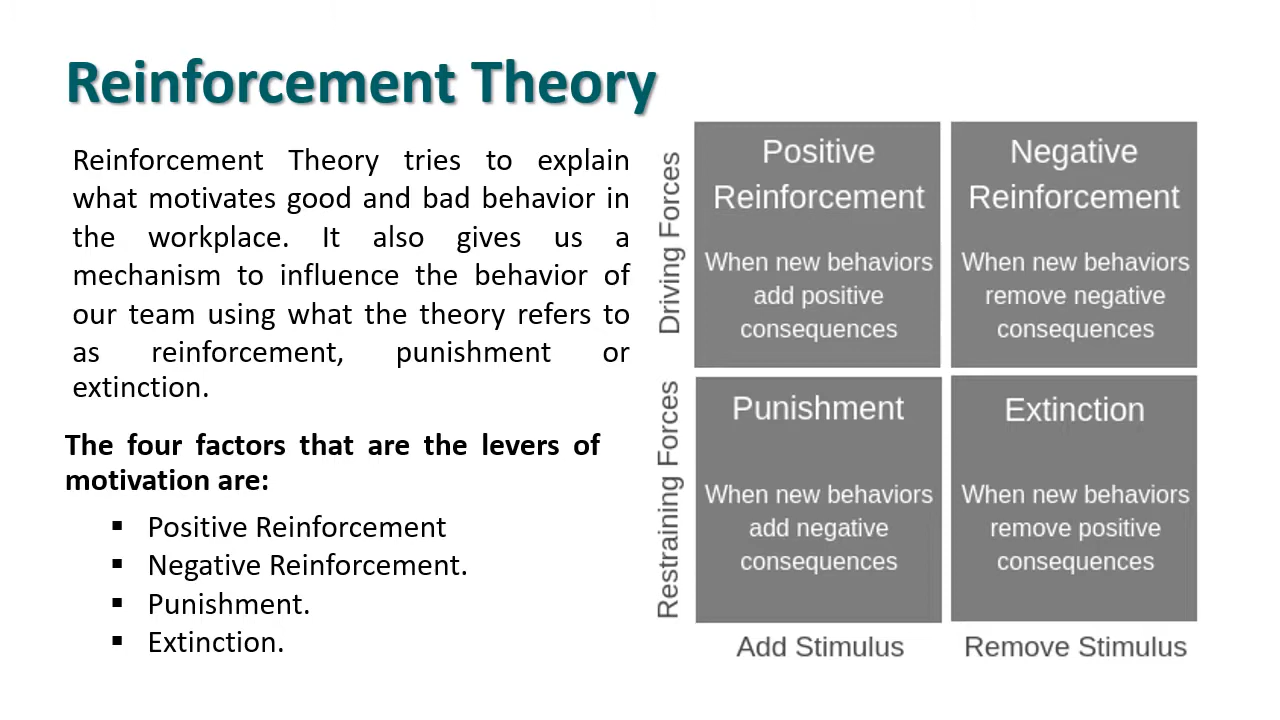 Reinforcement Theory
Reinforcement Theory tries to explain
what motivates good and bad behavior in
the workplace. It also gives us a
mechanism to influence the behavior of
our team using what the theory refers to
as reinforcement, punishment or
extinction.
The four factors that are the levers of
motivation are:
▪ Positive Reinforcement
▪ Negative Reinforcement.
▪ Punishment.
▪ Extinction.
Driving Forces
Positive
Reinforcement
When new behaviors
add positive
consequences
Negative
Reinforcement
When new behaviors
remove negative
consequences
Restraining Forces
Punishment
When new behaviors
add negative
consequences
Extinction
When new behaviors
remove positive
consequences
Add Stimulus
Remove Stimulus